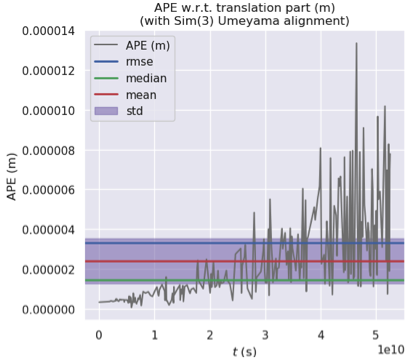 APE w.r.t. translation part (m)
(with Sim(3) Umeyama alignment)
0.000014
0.000012
0.000010
0.000008
0.000006
0.000004
0.000002
0.000000
APE (m)
APE (m)
rmse
median
mean
std
0 1 2 3 4 5
1e10
t (s)